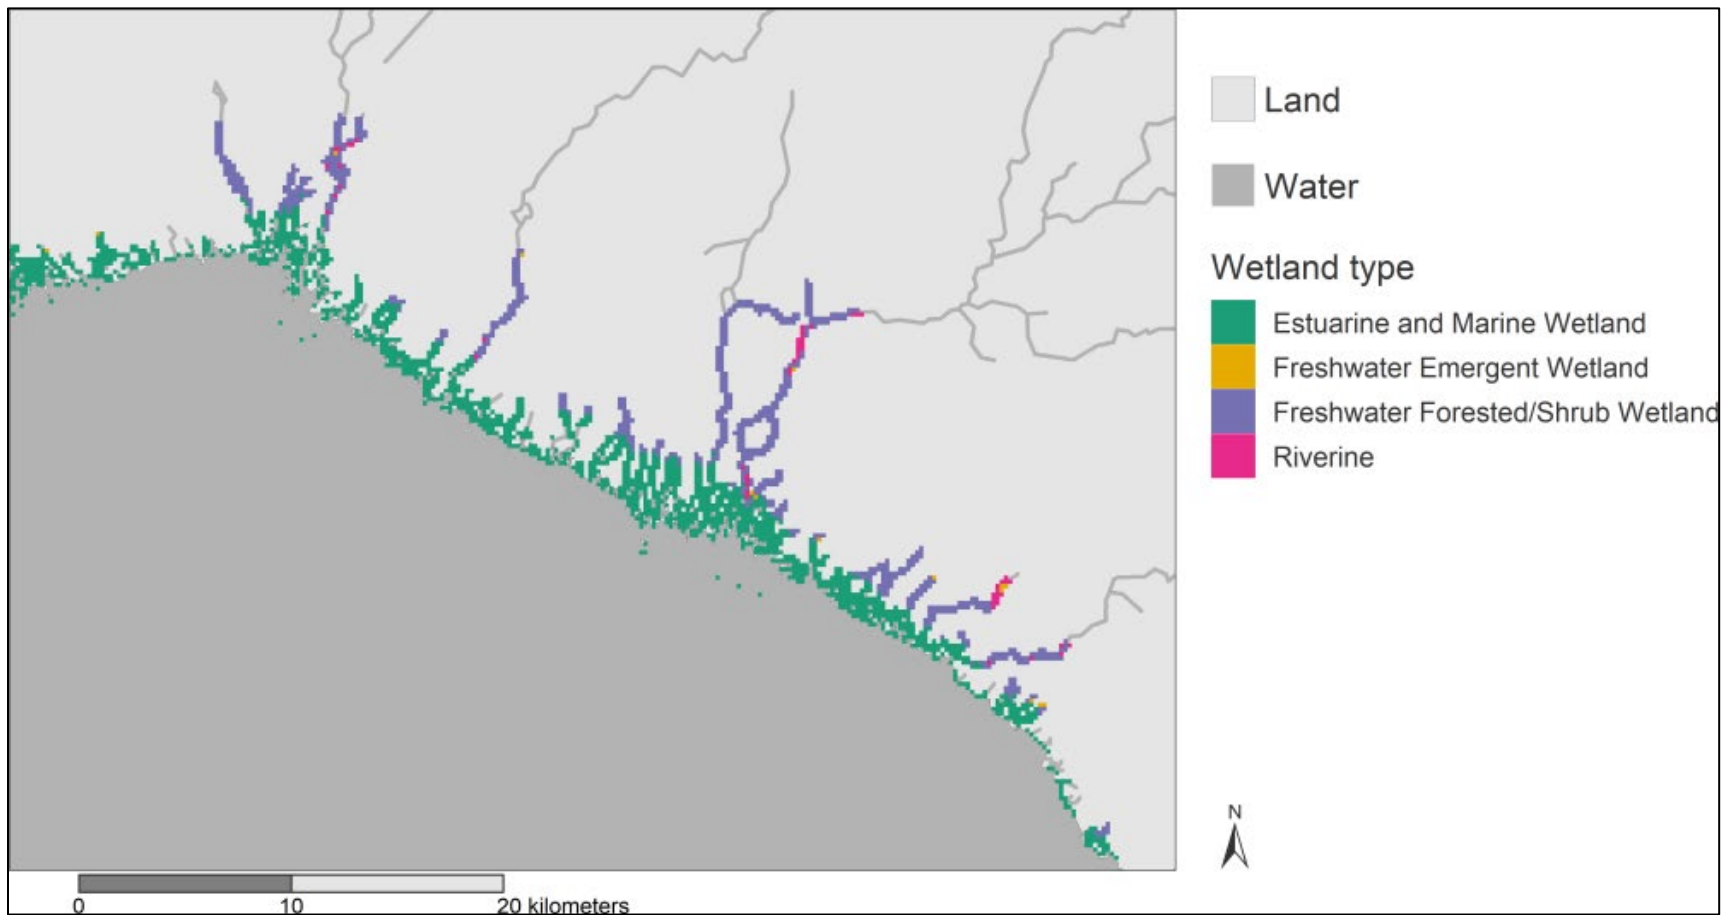 Land
Water
Wetland type
Estuarine and Marine Wetland
Freshwater Emergent Wetland
Freshwater Forested/Shrub Wetland
Riverine
N
0 10 20 kilometers